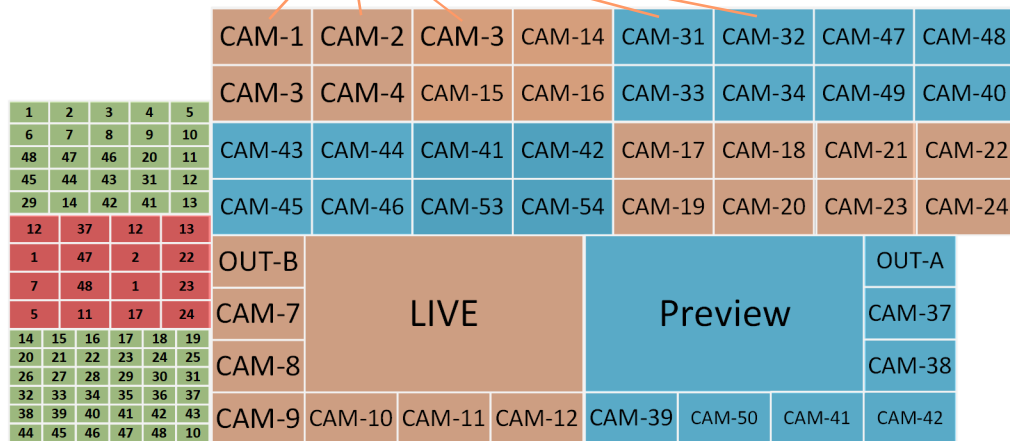 CAM-1 CAM-2 CAM-3 CAM-14 CAM-31 CAM-32 CAM-47 CAM-48
CAM-3 CAM-4 CAM-15 CAM-16 CAM-33 CAM-34 CAM-49 CAM-40
CAM-43 CAM-44 CAM-41 CAM-42 CAM-17 CAM-18 CAM-21 CAM-22
CAM-45 CAM-46 CAM-53 CAM-54 CAM-19 CAM-20 CAM-23 CAM-24
1 2 3 4 5
6 7 8 9 10
48 47 46 20 11
45 44 43 31 12
29 14 42 41 13
12 37 12 13
1 47 2 22
7 48 1 23
5 11 17 24
14 15 16 17 18 19
20 21 22 23 24 25
26 27 28 29 30 31
32 33 34 35 36 37
38 39 40 41 42 43
44 45 46 47 48 10
OUT-B LIVE Preview OUT-A
CAM-7 CAM-37
CAM-8 CAM-38
CAM-9 CAM-10 CAM-11 CAM-12 CAM-39 CAM-50 CAM-41 CAM-42